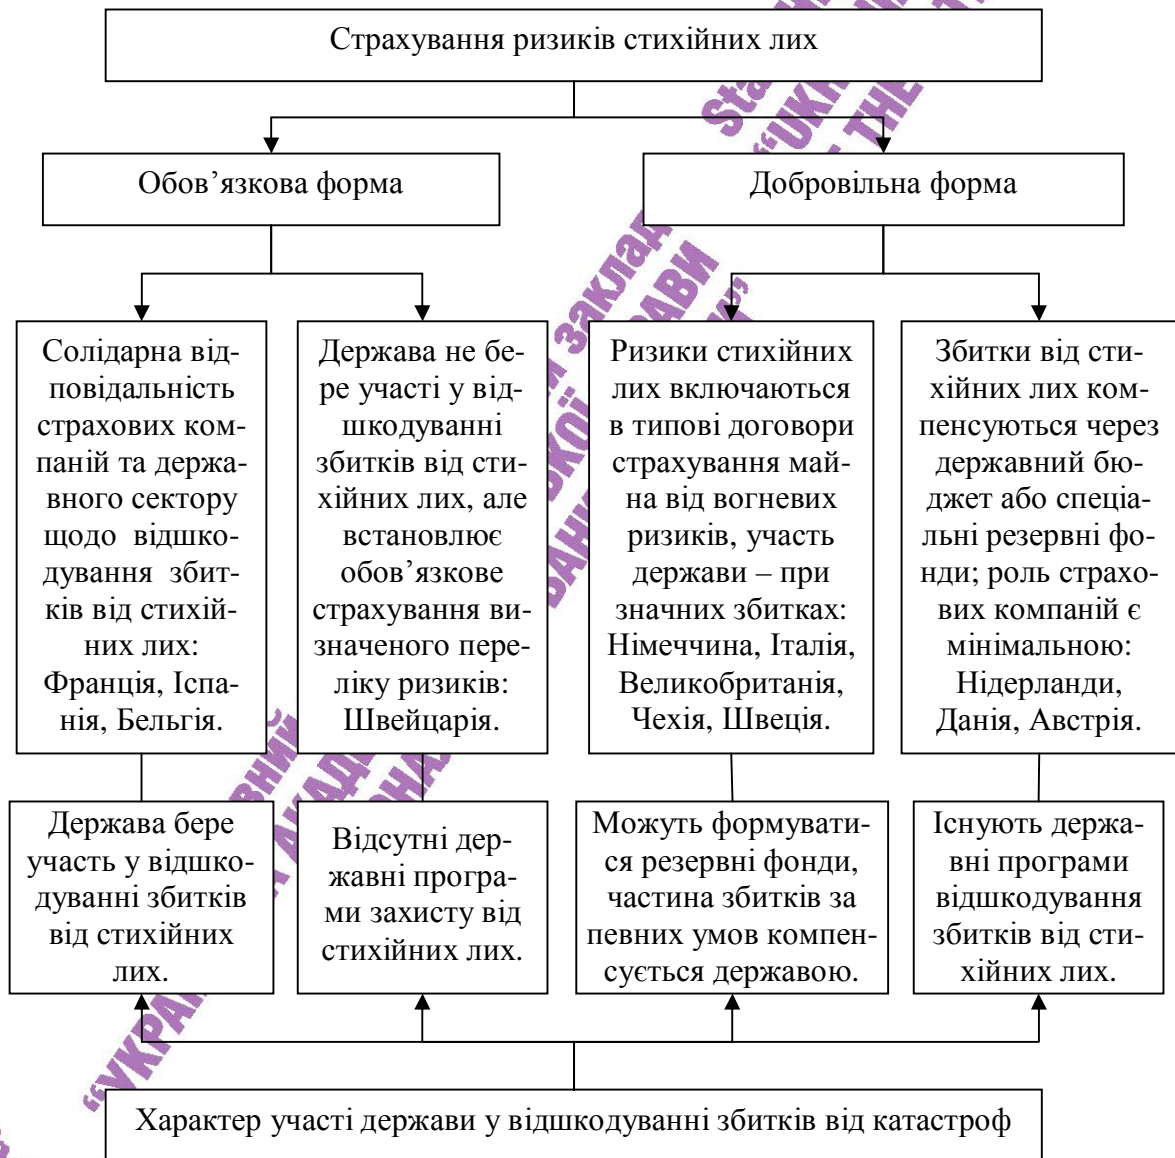 Страхування ризиків стихійних лих
Обов’язкова форма
Добровільна форма
Солідарна від-
повідальність
страхових ком-
паній та держа-
вного сектору
щодо відшко-
дування збит-
ків від стихій-
них лих:
Франція, Іспа-
нія, Бельгія.
Держава не бе-
ре участі у від-
шкодуванні
збитків від сти-
хійних лих, але
встановлює
обов’язкове
страхування ви-
значеного пере-
ліку ризиків:
Швейцарія.
Ризики стихійних
лих включаються
в типові договори
страхування май-
на від вогневих
ризиків, участь
держави – при
значних збитках:
Німеччина, Італія,
Великобританія,
Чехія, Швеція.
Збитки від сти-
хійних лих ком-
пенсуються через
державний бю-
джет або спеціа-
льні резервні фо-
нди; роль страхо-
вих компаній є
мінімальною:
Нідерланди,
Данія, Австрія.
Держава бере
участь у відшко-
дуванні збитків
від стихійних
лих.
Відсутні дер-
жавні програ-
ми захисту від
стихійних лих.
Можуть формувати-
ся резервні фонди,
частина збитків за
певних умов компен-
сується державою.
Існують держа-
вні програми
відшкодування
збитків від сти-
хійних лих.
Характер участі держави у відшкодуванні збитків від катастроф